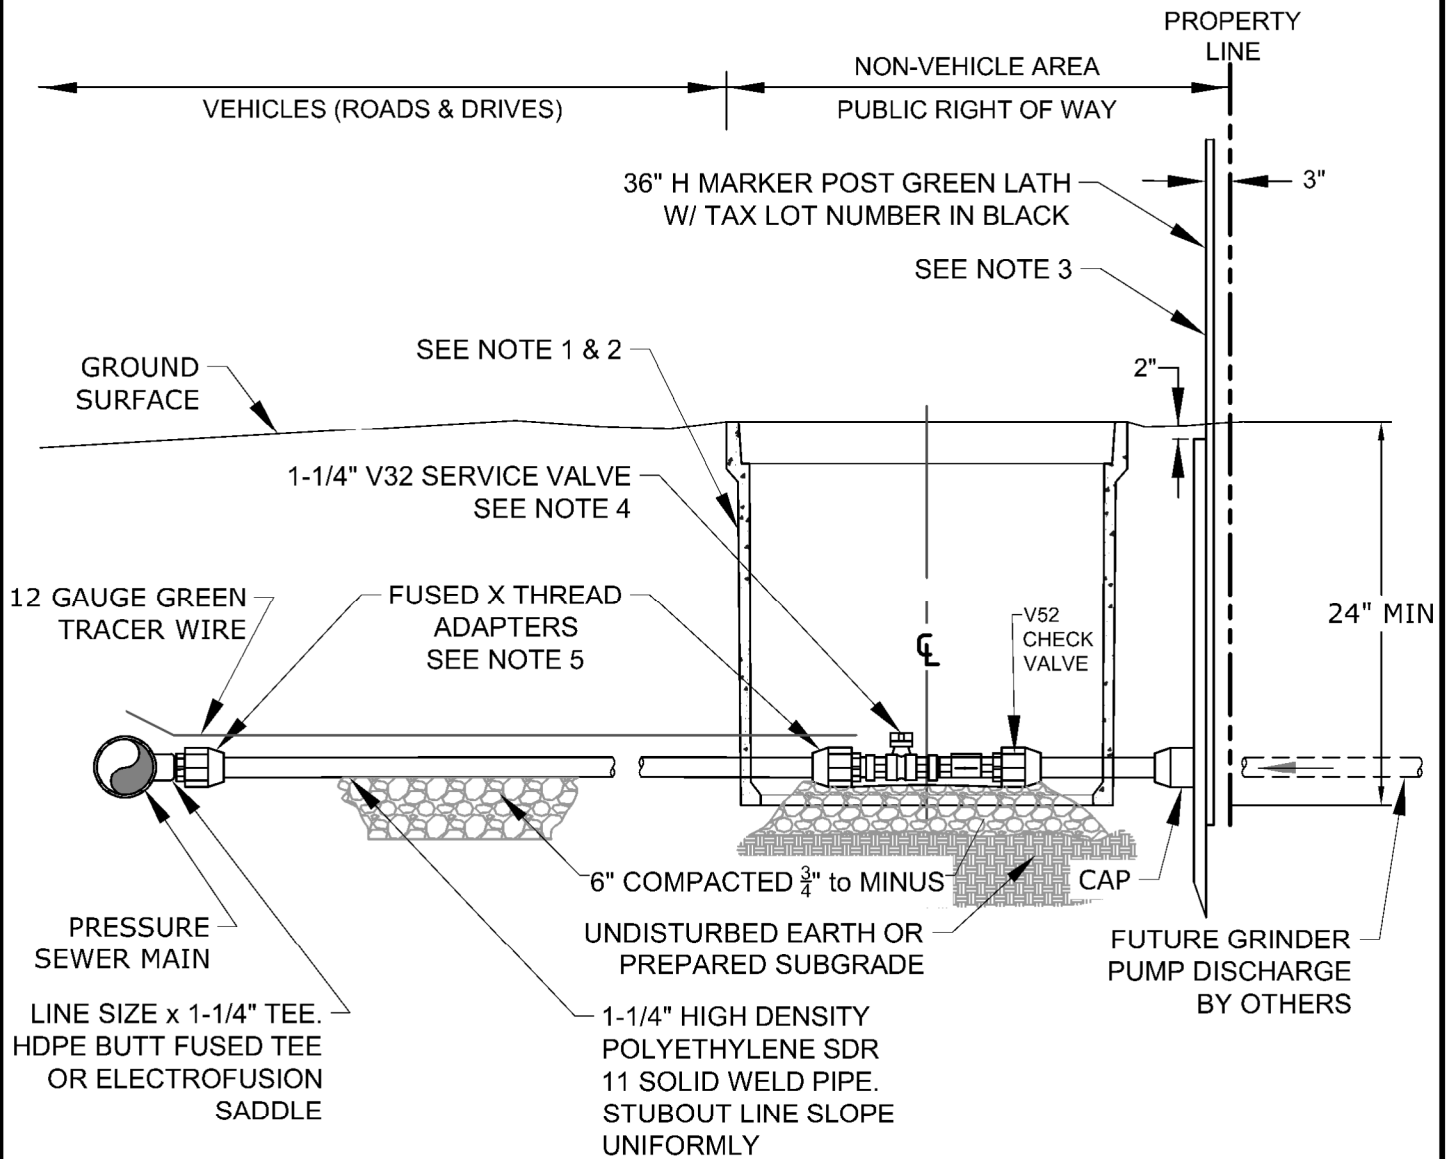 PROPERTY
LINE
NON-VEHICLE AREA
VEHICLES (ROADS & DRIVES)
PUBLIC RIGHT OF WAY
36" H MARKER POST GREEN LATH
W/ TAX LOT NUMBER IN BLACK
3"
SEE NOTE 3
SEE NOTE 1 & 2
2"
GROUND
SURFACE
1-1/4" V32 SERVICE VALVE
SEE NOTE 4
12 GAUGE GREEN
TRACER WIRE
FUSED X THREAD
ADAPTERS
SEE NOTE 5
V52
CHECK
VALVE
24" MIN
CL
6" COMPACTED 3/4" to MINUS
CAP
PRESSURE
SEWER MAIN
UNDISTURBED EARTH OR
PREPARED SUBGRADE
FUTURE GRINDER
PUMP DISCHARGE
BY OTHERS
LINE SIZE x 1-1/4" TEE.
HDPE BUTT FUSED TEE
OR ELECTROFUSION
SADDLE
1-1/4" HIGH DENSITY
POLYETHYLENE SDR
11 SOLID WELD PIPE.
STUBOUT LINE SLOPE
UNIFORMLY